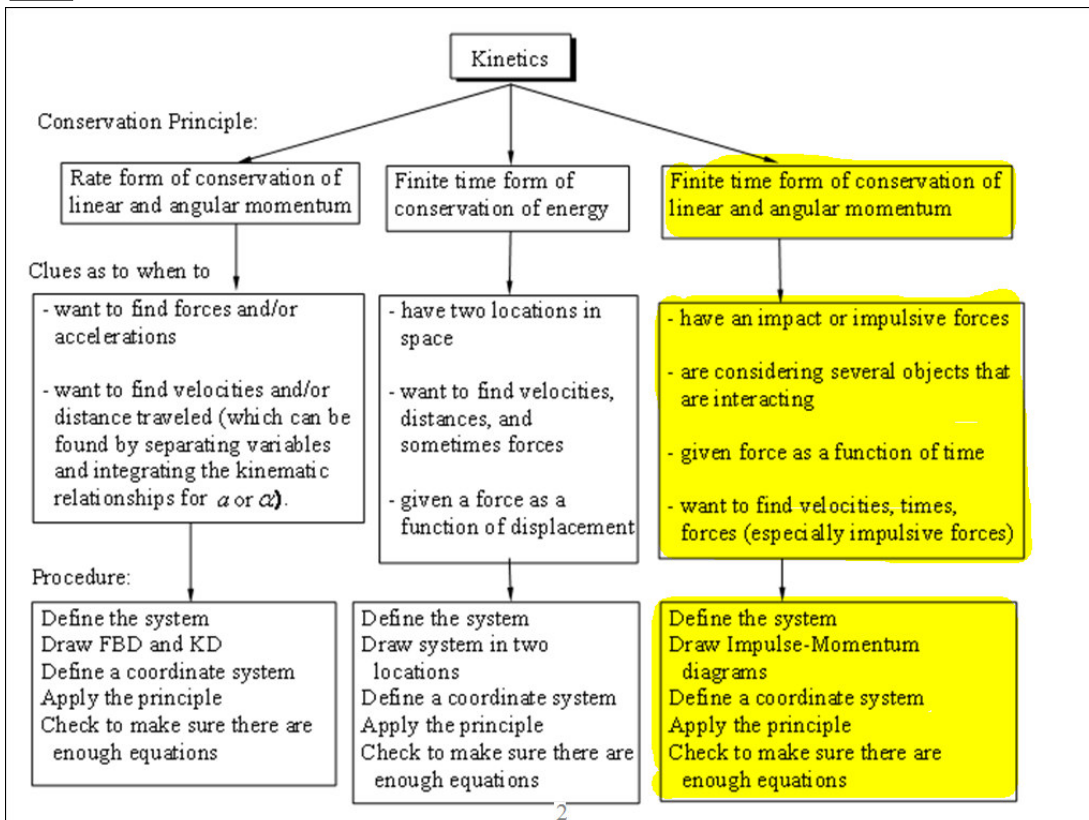 Kinetics
Conservation Principle:
Rate form of conservation of
linear and angular momentum
Finite time form of
conservation of energy
Finite time form of conservation of
linear and angular momentum
Clues as to when to
- want to find forces and/or
accelerations
- want to find velocities and/or
distance traveled (which can be
found by separating variables
and integrating the kinematic
relationships for a or α).
- have two locations in
space
- want to find velocities,
distances, and
sometimes forces
- given a force as a
function of displacement
- have an impact or impulsive forces
- are considering several objects that
are interacting
- given force as a function of time
- want to find velocities, times,
forces (especially impulsive forces)
Procedure:
Define the system
Draw FBD and KD
Define a coordinate system
Apply the principle
Check to make sure there are
enough equations
Define the system
Draw system in two
locations
Define a coordinate system
Apply the principle
Check to make sure there are
enough equations
Define the system
Draw Impulse-Momentum
diagrams
Define a coordinate system
Apply the principle
Check to make sure there are
enough equations
2